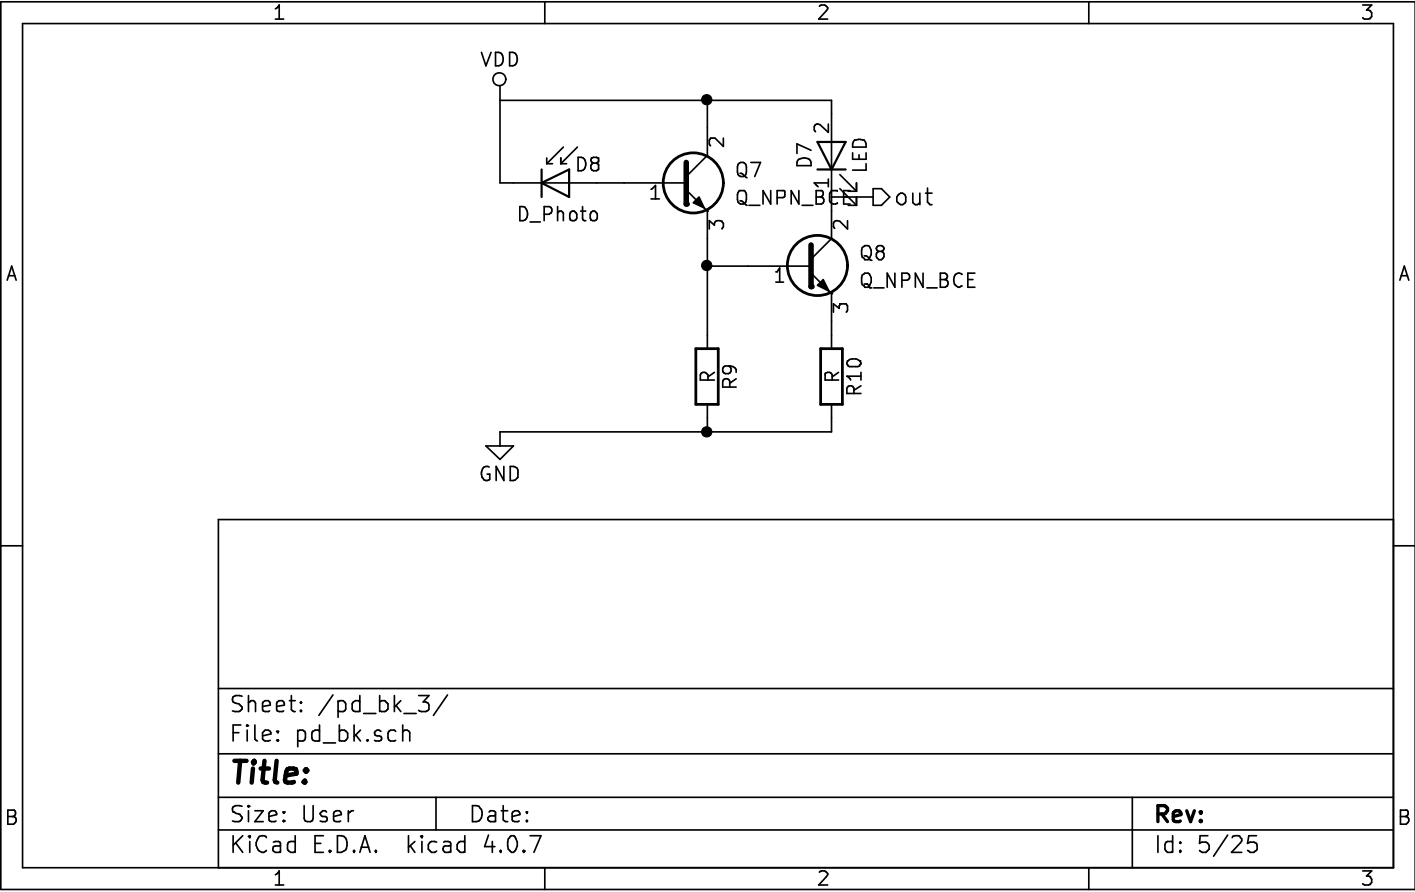 1 2 3
VDD
2
2
D7
LED
D8
Q7
1
1
Q_NPN_BCE
out
D_Photo
3
2
Q8
A
A
1
Q_NPN_BCE
3
R
R9
R
R10
GND
Sheet: /pd_bk_3/
File: pd_bk.sch
Title:
Size: User Date: Rev:
B
B
KiCad E.D.A. kicad 4.0.7 Id: 5/25
1 2 3